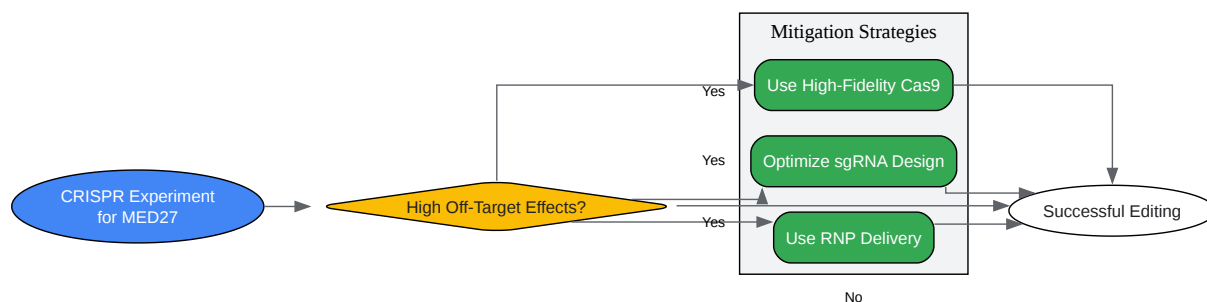 Mitigation Strategies
Yes
Use High-Fidelity Cas9
Yes
Optimize sgRNA Design
CRISPR Experiment
for MED27
High Off-Target Effects?
Successful Editing
Yes
Use RNP Delivery
No